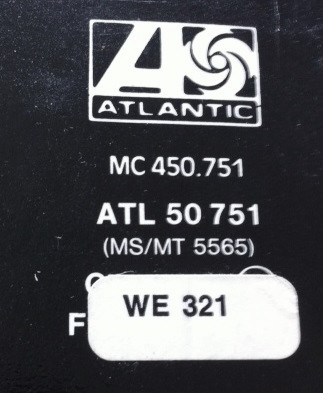 ATLANTIC
MC 450.751
ATL 50 751
(MS/MT 5565)
WE 321
F